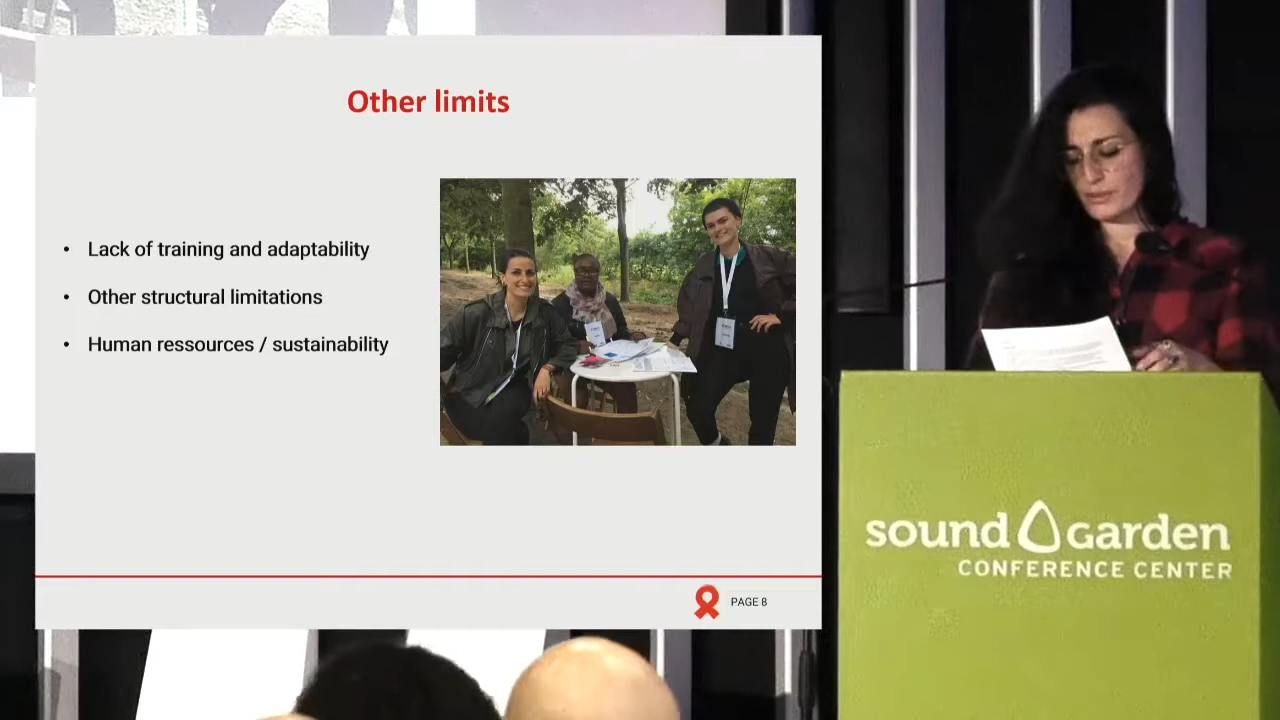 Other limits
• Lack of training and adaptability
• Other structural limitations
• Human ressources / sustainability
PAGE 8
sound garden
CONFERENCE CENTER